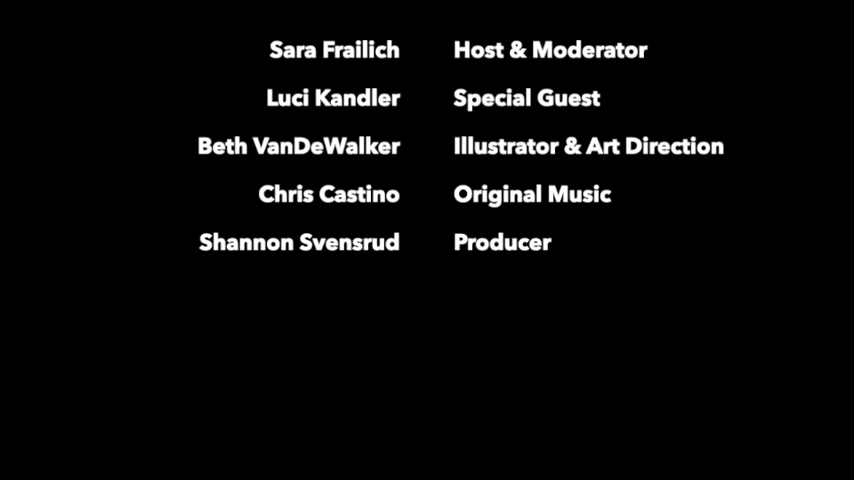 Sara Frailich Host & Moderator
Luci Kandler Special Guest
Beth VanDeWalker Illustrator & Art Direction
Chris Castino Original Music
Shannon Svensrud Producer